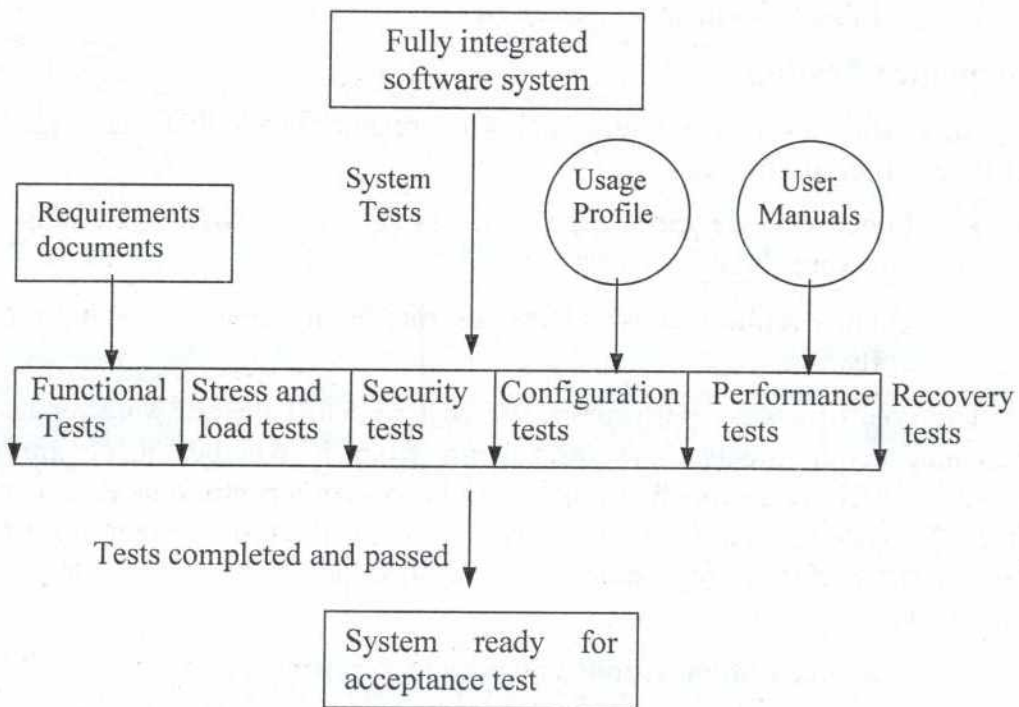 Fully integrated
software system
System
Tests
Usage
Profile
User
Manuals
Requirements
documents
Functional
Tests
Stress and
load tests
Security
tests
Configuration
tests
Performance
tests
Recovery
tests
Tests completed and passed
System ready for
acceptance test